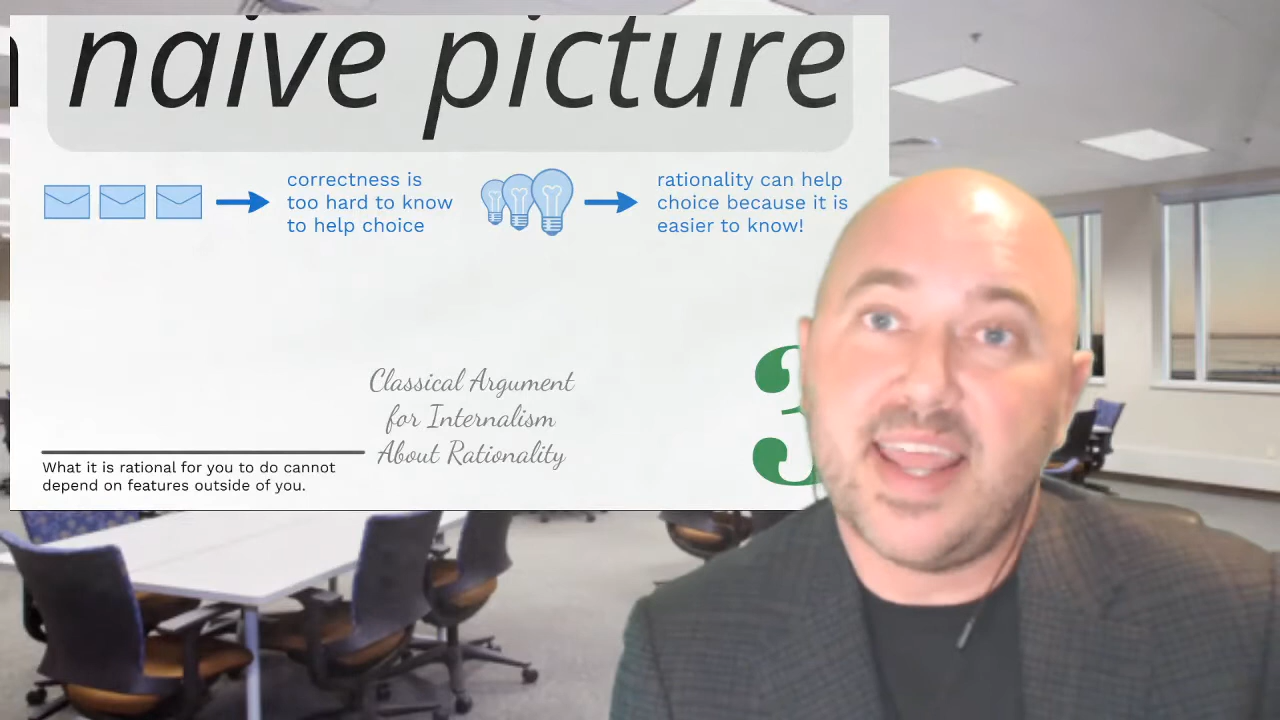 naive picture
correctness is
too hard to know
to help choice
rationality can help
choice because it is
easier to know!
Classical Argument
for Internalism
About Rationality
3
What it is rational for you to do cannot
depend on features outside of you.